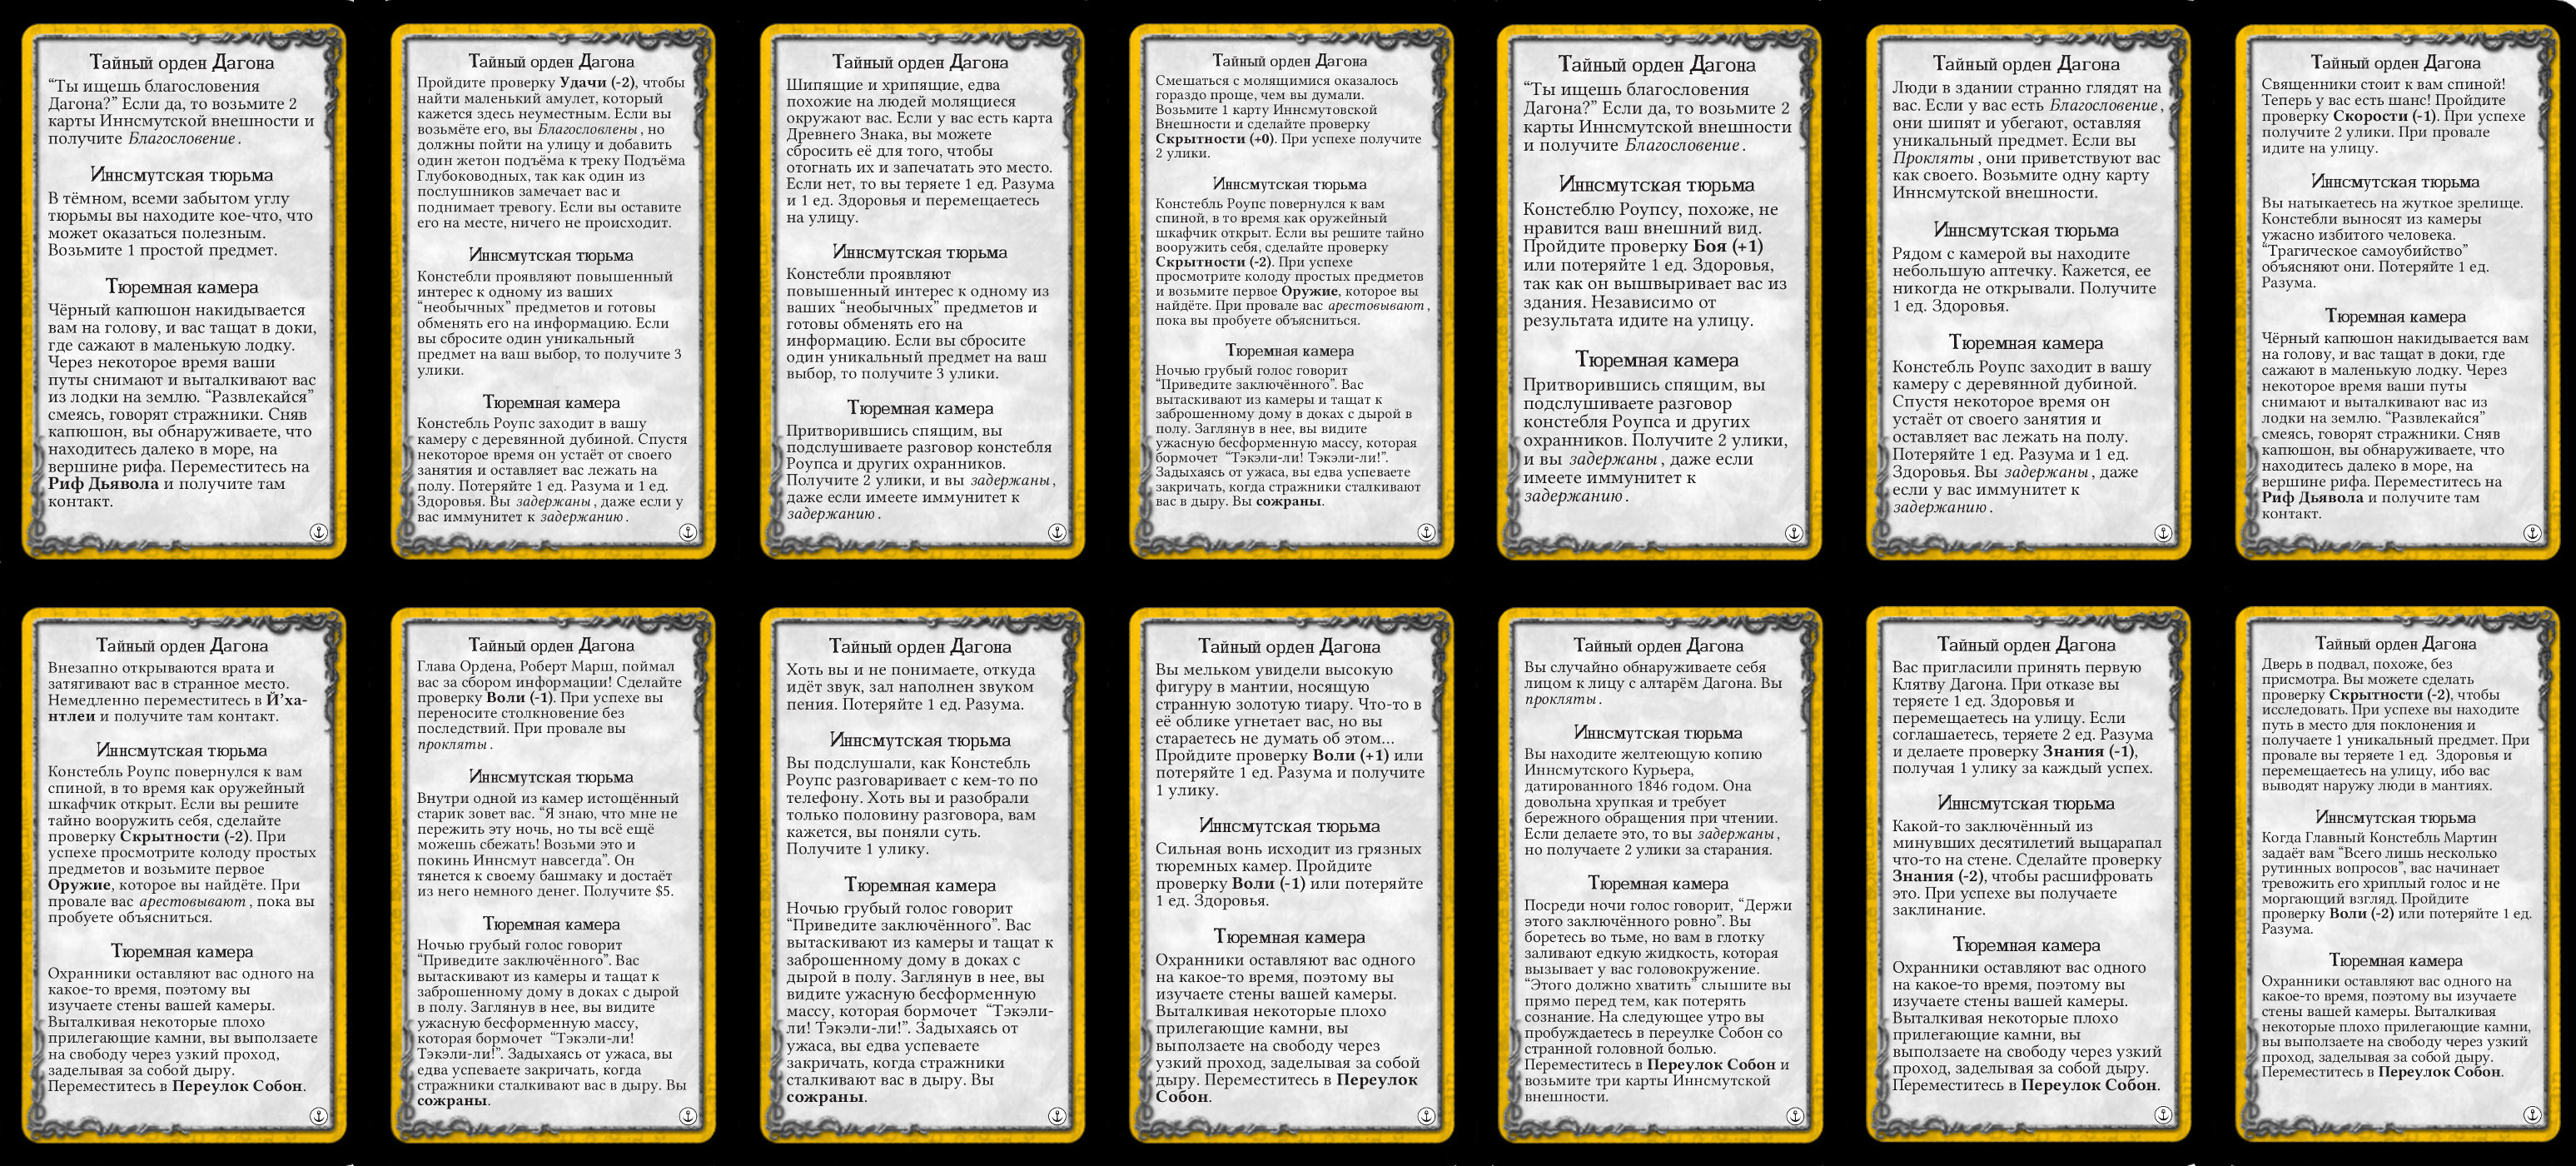 Тайный орден Дагона
“Ты ищешь благословения
Дагона?” Если да, то возьмите 2
карты Иннсмутской внешности и
получите Благословение.
Иннсмутская тюрьма
В тёмном, всеми забытом углу
тюрьмы вы находите кое-что, что
может оказаться полезным.
Возьмите 1 простой предмет.
Тюремная камера
Чёрный капюшон накидывается
вам на голову, и вас тащат в доки,
где сажают в маленькую лодку.
Через некоторое время ваши
путы снимают и выталкивают вас
из лодки на землю. “Развлекайся”
смеясь, говорят стражники. Сняв
капюшон, вы обнаруживаете, что
находитесь далеко в море, на
вершине рифа. Переместитесь на
Риф Дьявола и получите там
контакт.
Тайный орден Дагона
Пройдите проверку Удачи (-2), чтобы
найти маленький амулет, который
кажется здесь неуместным. Если вы
возьмёте его, вы Благословлены, но
должны пойти на улицу и добавить
один жетон подъёма к треку Подъёма
Глубоководных, так как один из
послушников замечает вас и
поднимает тревогу. Если вы оставите
его на месте, ничего не происходит.
Иннсмутская тюрьма
Констебли проявляют повышенный
интерес к одному из ваших
“необычных” предметов и готовы
обменять его на информацию. Если
вы сбросите один уникальный
предмет на ваш выбор, то получите 3
улики.
Тюремная камера
Констебль Роупс заходит в вашу
камеру с деревянной дубиной. Спустя
некоторое время он устаёт от своего
занятия и оставляет вас лежать на
полу. Потеряйте 1 ед. Разума и 1 ед.
Здоровья. Вы задержаны, даже если у
вас иммунитет к задержанию.
Тайный орден Дагона
Шипящие и хрипящие, едва
похожие на людей молящиеся
окружают вас. Если у вас есть карта
Древнего Знака, вы можете
сбросить её для того, чтобы
отогнать их и запечатать это место.
Если нет, то вы теряете 1 ед. Разума
и 1 ед. Здоровья и перемещаетесь
на улицу.
Иннсмутская тюрьма
Констебли проявляют
повышенный интерес к одному из
ваших “необычных” предметов и
готовы обменять его на
информацию. Если вы сбросите
один уникальный предмет на ваш
выбор, то получите 3 улики.
Тюремная камера
Притворившись спящим, вы
подслушиваете разговор констебля
Роупса и других охранников.
Получите 2 улики, и вы задержаны,
даже если имеете иммунитет к
задержанию.
Тайный орден Дагона
Смешаться с молящимися оказалось
гораздо проще, чем вы думали.
Возьмите 1 карту Иннсмутовской
Внешности и сделайте проверку
Скрытности (+0). При успехе получите
2 улики.
Иннсмутская тюрьма
Констебль Роупс повернулся к вам
спиной, в то время как оружейный
шкафчик открыт. Если вы решите тайно
вооружить себя, сделайте проверку
Скрытности (-2). При успехе
просмотрите колоду простых предметов
и возьмите первое Оружие, которое вы
найдёте. При провале вас арестовывают,
пока вы пробуете объясниться.
Тюремная камера
Ночью грубый голос говорит
“Приведите заключённого”. Вас
вытаскивают из камеры и тащат к
заброшенному дому в доках с дырой в
полу. Заглянув в нее, вы видите
ужасную бесформенную массу, которая
бормочет “Тэкэли-ли! Тэкэли-ли!”.
Задыхаясь от ужаса, вы едва успеваете
закричать, когда стражники сталкивают
вас в дыру. Вы сожраны.
Тайный орден Дагона
“Ты ищешь благословения
Дагона?” Если да, то возьмите 2
карты Иннсмутской внешности
и получите Благословение.
Иннсмутская тюрьма
Констеблю Роупсу, похоже, не
нравится ваш внешний вид.
Пройдите проверку Боя (+1)
или потеряйте 1 ед. Здоровья,
так как он вышвыривает вас из
здания. Независимо от
результата идите на улицу.
Тюремная камера
Притворившись спящим, вы
подслушиваете разговор
констебля Роупса и других
охранников. Получите 2 улики,
и вы задержаны, даже если
имеете иммунитет к
задержанию.
Тайный орден Дагона
Люди в здании странно глядят на
вас. Если у вас есть Благословение,
они шипят и убегают, оставляя
уникальный предмет. Если вы
Прокляты, они приветствуют вас
как своего. Возьмите одну карту
Иннсмутской внешности.
Иннсмутская тюрьма
Рядом с камерой вы находите
небольшую аптечку. Кажется, ее
никогда не открывали. Получите
1 ед. Здоровья.
Тюремная камера
Констебль Роупс заходит в вашу
камеру с деревянной дубиной.
Спустя некоторое время он
устаёт от своего занятия и
оставляет вас лежать на полу.
Потеряйте 1 ед. Разума и 1 ед.
Здоровья. Вы задержаны, даже
если у вас иммунитет к
задержанию.
Тайный орден Дагона
Священники стоит к вам спиной!
Теперь у вас есть шанс! Пройдите
проверку Скорости (-1). При успехе
получите 2 улики. При провале
идите на улицу.
Иннсмутская тюрьма
Вы натыкаетесь на жуткое зрелище.
Констебли выносят из камеры
ужасно избитого человека.
“Трагическое самоубийство”
объясняют они. Потеряйте 1 ед.
Разума.
Тюремная камера
Чёрный капюшон накидывается вам
на голову, и вас тащат в доки, где
сажают в маленькую лодку. Через
некоторое время ваши путы
снимают и выталкивают вас из
лодки на землю. “Развлекайся”
смеясь, говорят стражники. Сняв
капюшон, вы обнаруживаете, что
находитесь далеко в море, на
вершине рифа. Переместитесь на
Риф Дьявола и получите там
контакт.
Тайный орден Дагона
Внезапно открываются врата и
затягивают вас в странное место.
Немедленно переместитесь в Й’ха-
нтлеи и получите там контакт.
Иннсмутская тюрьма
Констебль Роупс повернулся к вам
спиной, в то время как оружейный
шкафчик открыт. Если вы решите
тайно вооружить себя, сделайте
проверку Скрытности (-2). При
успехе просмотрите колоду простых
предметов и возьмите первое
Оружие, которое вы найдёте. При
провале вас арестовывают, пока вы
пробуете объясниться.
Тюремная камера
Охранники оставляют вас одного на
какое-то время, поэтому вы
изучаете стены вашей камеры.
Выталкивая некоторые плохо
прилегающие камни, вы выползаете
на свободу через узкий проход,
заделывая за собой дыру.
Переместитесь в Переулок Собон.
Тайный орден Дагона
Глава Ордена, Роберт Марш, поймал
вас за сбором информации! Сделайте
проверку Воли (-1). При успехе вы
переносите столкновение без
последствий. При провале вы
прокляты.
Иннсмутская тюрьма
Внутри одной из камер истощённый
старик зовет вас. “Я знаю, что мне не
пережить эту ночь, но ты всё ещё
можешь сбежать! Возьми это и
покинь Иннсмут навсегда”. Он
тянется к своему башмаку и достаёт
из него немного денег. Получите $5.
Тюремная камера
Ночью грубый голос говорит
“Приведите заключённого”. Вас
вытаскивают из камеры и тащат к
заброшенному дому в доках с дырой
в полу. Заглянув в нее, вы видите
ужасную бесформенную массу,
которая бормочет “Тэкэли-ли!
Тэкэли-ли!”. Задыхаясь от ужаса, вы
едва успеваете закричать, когда
стражники сталкивают вас в дыру. Вы
сожраны.
Тайный орден Дагона
Хоть вы и не понимаете, откуда
идёт звук, зал наполнен звуком
пения. Потеряйте 1 ед. Разума.
Иннсмутская тюрьма
Вы подслушали, как Констебль
Роупс разговаривает с кем-то по
телефону. Хоть вы и разобрали
только половину разговора, вам
кажется, вы поняли суть.
Получите 1 улику.
Тюремная камера
Ночью грубый голос говорит
“Приведите заключённого”. Вас
вытаскивают из камеры и тащат к
заброшенному дому в доках с
дырой в полу. Заглянув в нее, вы
видите ужасную бесформенную
массу, которая бормочет “Тэкэли-
ли! Тэкэли-ли!”. Задыхаясь от
ужаса, вы едва успеваете
закричать, когда стражники
сталкивают вас в дыру. Вы
сожраны.
Тайный орден Дагона
Вы мельком увидели высокую
фигуру в мантии, носящую
странную золотую тиару. Что-то в
её облике угнетает вас, но вы
стараетесь не думать об этом...
Пройдите проверку Воли (+1) или
потеряйте 1 ед. Разума и получите
1 улику.
Иннсмутская тюрьма
Сильная вонь исходит из грязных
тюремных камер. Пройдите
проверку Воли (-1) или потеряйте
1 ед. Здоровья.
Тюремная камера
Охранники оставляют вас одного
на какое-то время, поэтому вы
изучаете стены вашей камеры.
Выталкивая некоторые плохо
прилегающие камни, вы
выползаете на свободу через
узкий проход, заделывая за собой
дыру. Переместитесь в Переулок
Собон.
Тайный орден Дагона
Вы случайно обнаруживаете себя
лицом к лицу с алтарём Дагона. Вы
прокляты.
Иннсмутская тюрьма
Вы находите желтеющую копию
Иннсмутского Курьера,
датированного 1846 годом. Она
довольна хрупкая и требует
бережного обращения при чтении.
Если делаете это, то вы задержаны,
но получаете 2 улики за старания.
Тюремная камера
Посреди ночи голос говорит, “Держи
этого заключённого ровно”. Вы
боретесь во тьме, но вам в глотку
заливают едкую жидкость, которая
вызывает у вас головокружение.
“Этого должно хватить” слышите вы
прямо перед тем, как потерять
сознание. На следующее утро вы
пробуждаетесь в переулке Собон со
странной головной болью.
Переместитесь в Переулок Собон и
возьмите три карты Иннсмутской
внешности.
Тайный орден Дагона
Вас пригласили принять первую
Клятву Дагона. При отказе вы
теряете 1 ед. Здоровья и
перемещаетесь на улицу. Если
соглашаетесь, теряете 2 ед. Разума
и делаете проверку Знания (-1),
получая 1 улику за каждый успех.
Иннсмутская тюрьма
Какой-то заключённый из
минувших десятилетий выцарапал
что-то на стене. Сделайте проверку
Знания (-2), чтобы расшифровать
это. При успехе вы получаете
заклинание.
Тюремная камера
Охранники оставляют вас одного
на какое-то время, поэтому вы
изучаете стены вашей камеры.
Выталкивая некоторые плохо
прилегающие камни, вы
выползаете на свободу через узкий
проход, заделывая за собой дыру.
Переместитесь в Переулок Собон.
Тайный орден Дагона
Дверь в подвал, похоже, без
присмотра. Вы можете сделать
проверку Скрытности (-2), чтобы
исследовать. При успехе вы находите
путь в место для поклонения и
получаете 1 уникальный предмет. При
провале вы теряете 1 ед. Здоровья и
перемещаетесь на улицу, ибо вас
выводят наружу люди в мантиях.
Иннсмутская тюрьма
Когда Главный Констебль Мартин
задаёт вам “Всего лишь несколько
рутинных вопросов”, вас начинает
тревожить его хриплый голос и не
моргающий взгляд. Пройдите
проверку Воли (-2) или потеряйте 1 ед.
Разума.
Тюремная камера
Охранники оставляют вас одного на
какое-то время, поэтому вы изучаете
стены вашей камеры. Выталкивая
некоторые плохо прилегающие камни,
вы выползаете на свободу через узкий
проход, заделывая за собой дыру.
Переместитесь в Переулок Собон.